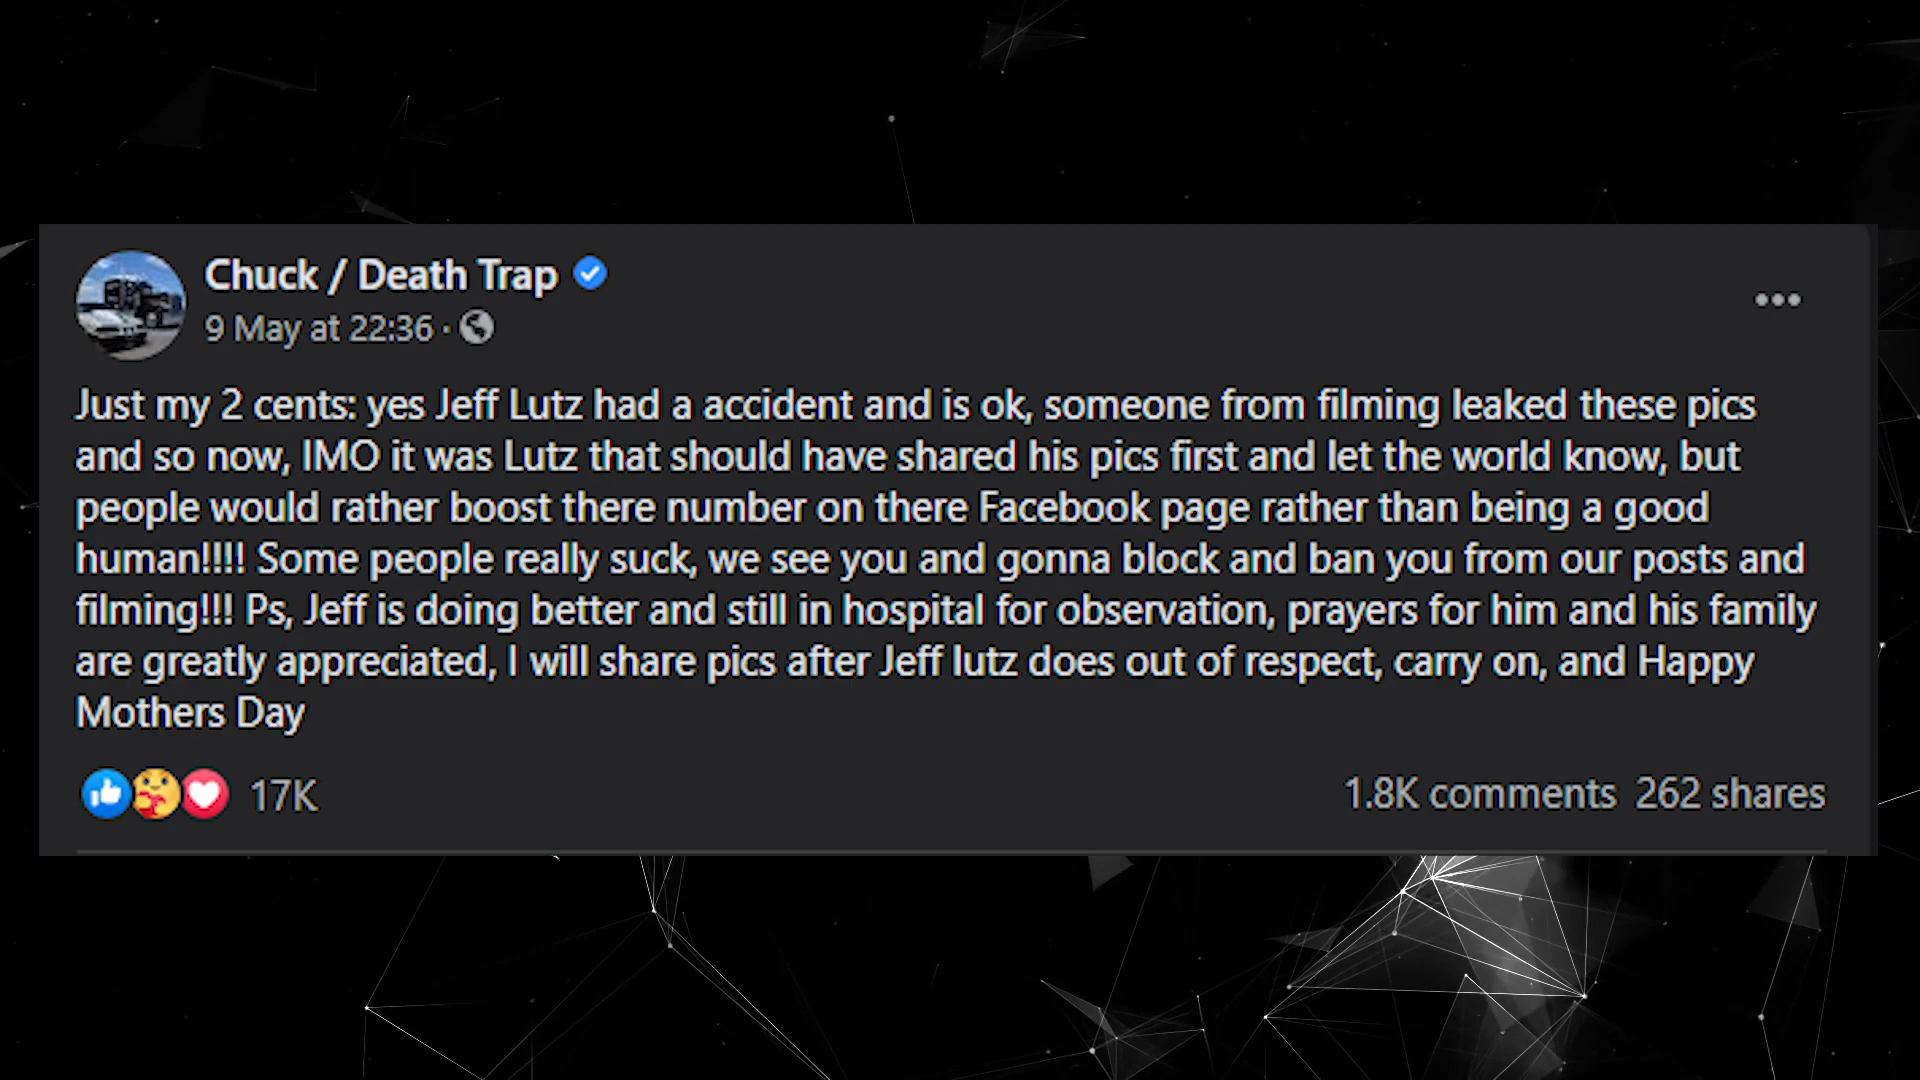 Chuck / Death Trap
9 May at 22:36 ·
Just my 2 cents: yes Jeff Lutz had a accident and is ok, someone from filming leaked these pics
and so now, IMO it was Lutz that should have shared his pics first and let the world know, but
people would rather boost there number on there Facebook page rather than being a good
human!!!! Some people really suck, we see you and gonna block and ban you from our posts and
filming!!! Ps, Jeff is doing better and still in hospital for observation, prayers for him and his family
are greatly appreciated, I will share pics after Jeff lutz does out of respect, carry on, and Happy
Mothers Day
17K
1.8K comments 262 shares